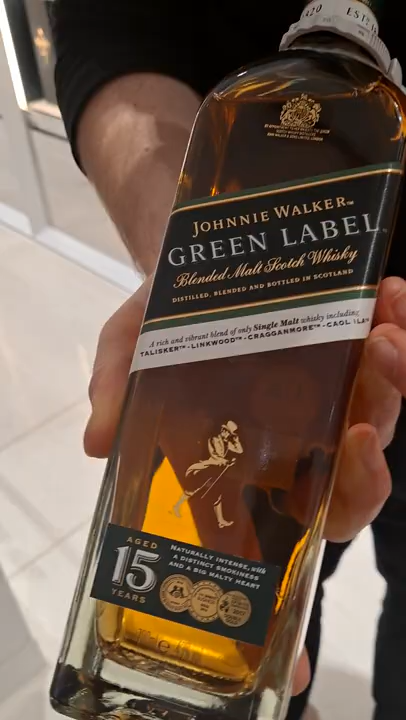 JOHNNIE WALKER™
GREEN LABEL
Blended Malt Scotch Whisky
DISTILLED, BLENDED AND BOTTLED IN SCOTLAND
A rich and vibrant blend of only Single Malt whisky including
TALISKER™ - LINKWOOD™ - CRAGGANMORE™ - CAOL ILA
AGED
15
YEARS
NATURALLY INTENSE, with
A DISTINCT SMOKINESS
AND A BIG MALTY HEART